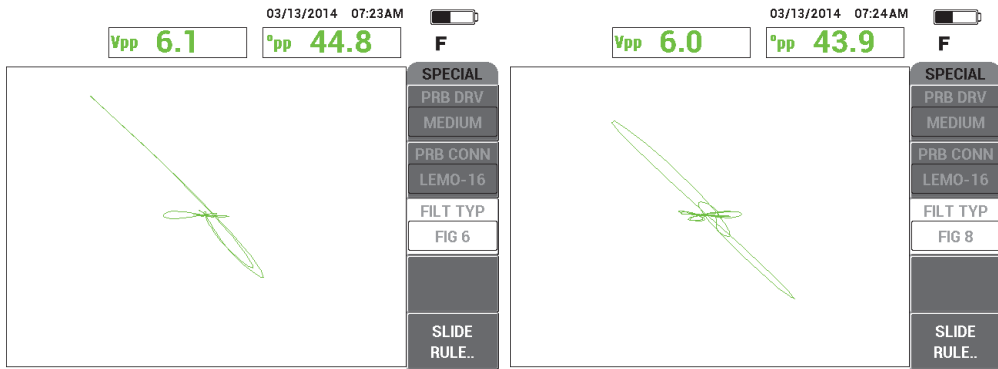 03/13/2014 07:23AM
Vpp 6.1 °pp 44.8 F
SPECIAL
PRB DRV
MEDIUM
PRB CONN
LEMO-16
FILT TYP
FIG 6
SLIDE
RULE..
03/13/2014 07:24AM
Vpp 6.0 °pp 43.9 F
SPECIAL
PRB DRV
MEDIUM
PRB CONN
LEMO-16
FILT TYP
FIG 8
SLIDE
RULE..